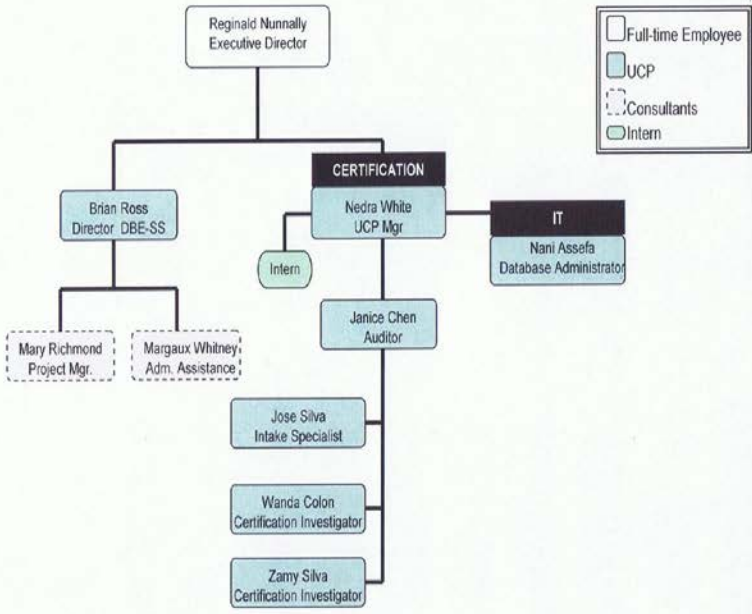 Reginald Nunnally
Executive Director
Full-time Employee
UCP
Consultants
Intern
CERTIFICATION
Brian Ross
Director DBE-SS
Nedra White
UCP Mgr
IT
Nani Assefa
Database Administrator
Intern
Janice Chen
Auditor
Mary Richmond
Project Mgr.
Margaux Whitney
Adm. Assistance
Jose Silva
Intake Specialist
Wanda Colon
Certification Investigator
Zamy Silva
Certification Investigator